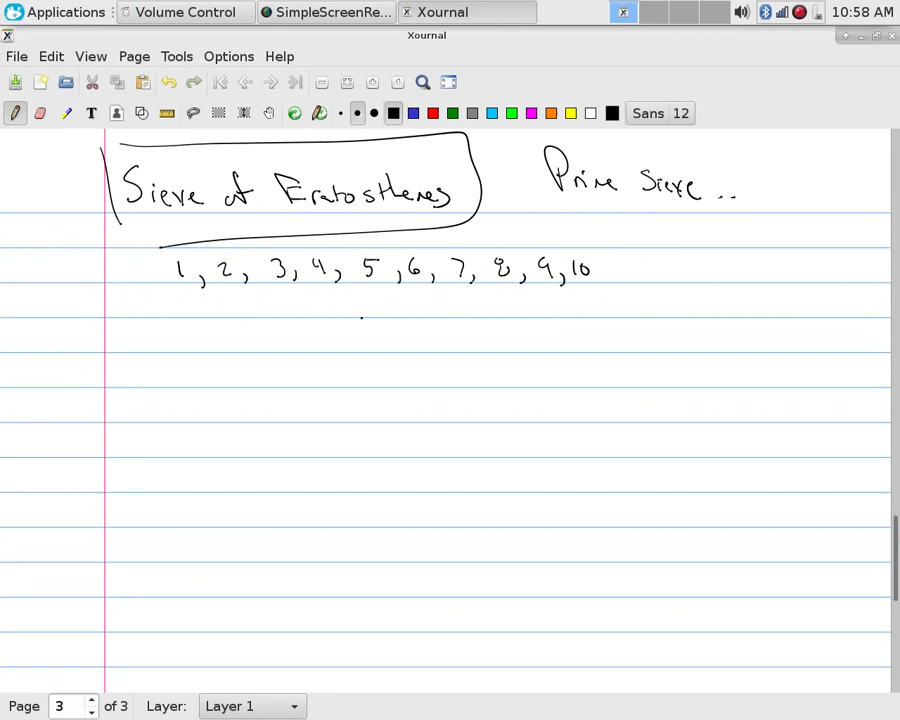 Applications Volume Control SimpleScreenRe... Xournal 10:58 AM
Xournal
File Edit View Page Tools Options Help
Sans 12
Sieve of Eratosthenes Prime Sieve ..
1, 2, 3, 4, 5, 6, 7, 8, 9, 10
Page 3 of 3 Layer: Layer 1